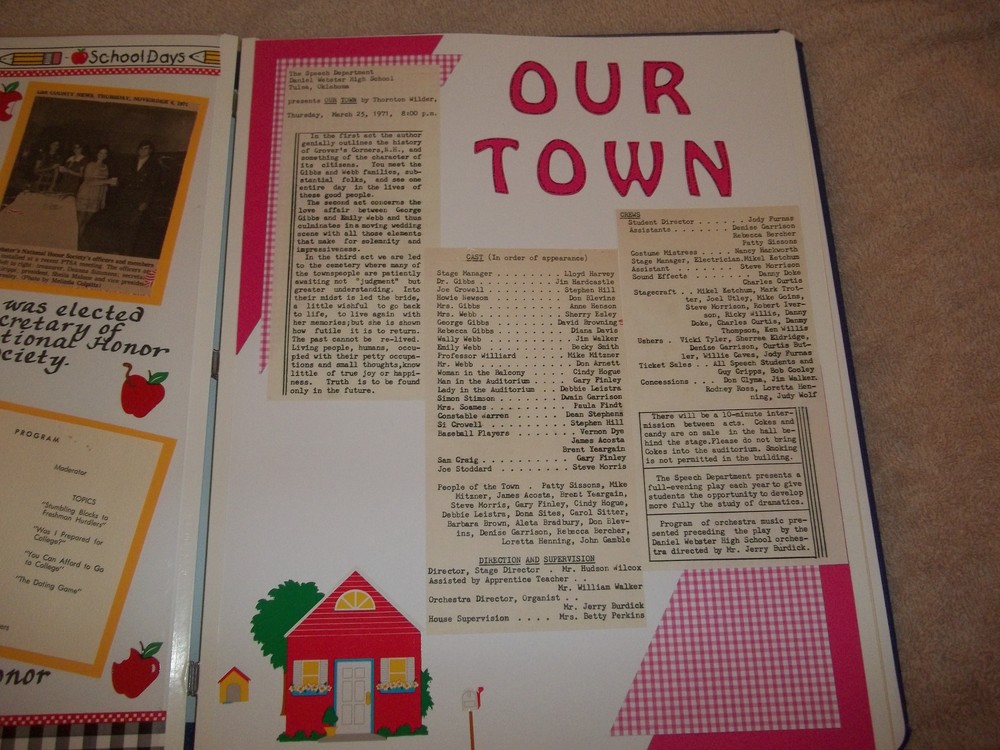 School Days
COUNTY NEWS, THURSDAY, NOVEMBER 4, 1971
was elected
cretary of
tional Honor
ociety.
PROGRAM
Moderator
TOPICS
"Stumbling Blocks to
Freshman Hurdlers"
"Was I Prepared for
College?"
"You Can Afford to Go
to College"
"The Dating Game"
onor
OUR
TOWN
The Speech Department
Daniel Webster High School
Tulsa, Oklahoma
presents OUR TOWN by Thornton Wilder,
Thursday, March 25, 1971, 8:00 p.m.
In the first act the author
genially outlines the history
of Grover's Corners,N.H., and
something of the character of
its citizens. You meet the
Gibbs and Webb families, sub-
stantial folks, and see one
entire day in the lives of
these good people.
The second act concerns the
love affair between George
Gibbs and Emily Webb and thus
culminates in a moving wedding
scene with all those elements
that make for solemnity and
impressiveness.
In the third act we are led
to the cemetery where many of
the townspeople are patiently
awaiting not "judgment" but
greater understanding. Into
their midst is led the bride,
a little wishful to go back
to life, to live again with
her memories;but she is shown
how futile it is to return.
The past cannot be re-lived.
Living people, humans, occu-
pied with their petty occupa-
tions and small thoughts,know
little of true joy or happi-
ness. Truth is to be found
only in the future.
CAST (In order of appearance)
Stage Manager . . . . . . . . . . Lloyd Harvey
Dr. Gibbs . . . . . . . . . . . Jim Hardcastle
Joe Crowell . . . . . . . . . . . Stephen Hill
Howie Newson . . . . . . . . . . . Don Blevins
Mrs. Gibbs . . . . . . . . . . . . Anne Henson
Mrs. Webb . . . . . . . . . . . . Sherry Exley
George Gibbs . . . . . . . . . . David Browning
Rebecca Gibbs . . . . . . . . . . Diana Davis
Wally Webb . . . . . . . . . . . . Jim Walker
Emily Webb . . . . . . . . . . . . Becky Smith
Professor Williard . . . . . . . Mike Mitzner
Mr. Webb . . . . . . . . . . . . . Don Arnett
Woman in the Balcony . . . . . . Cindy Hogue
Man in the Auditorium . . . . . . Gary Finley
Lady in the Auditorium . . . . Debbie Leistra
Simon Stimson . . . . . . . . . Dwain Garrison
Mrs. Soames . . . . . . . . . . . Paula Findt
Constable Warren . . . . . . . . Dean Stephens
Si Crowell . . . . . . . . . . . Stephen Hill
Baseball Players . . . . . . . . . Vernon Dye
James Acosta
Brent Yeargain
Sam Craig . . . . . . . . . . . . Gary Finley
Joe Stoddard . . . . . . . . . . Steve Morris
People of the Town . Patty Sissons, Mike
Mitzner, James Acosta, Brent Yeargain,
Steve Morris, Gary Finley, Cindy Hogue,
Debbie Leistra, Dona Sites, Carol Sitter,
Barbara Brown, Aleta Bradbury, Don Blev-
ins, Denise Garrison, Rebecca Bercher,
Loretta Henning, John Gamble
DIRECTION AND SUPERVISION
Director, Stage Director . Mr. Hudson Wilcox
Assisted by Apprentice Teacher . .
Mr. William Walker
Orchestra Director, Organist . .
Mr. Jerry Burdick
House Supervision . . . . Mrs. Betty Perkins
CREWS
Student Director . . . . . . Jody Furnas
Assistants . . . . . . . Denise Garrison
Rebecca Bercher
Patty Sissons
Costume Mistress . . . . Nancy Hackworth
Stage Manager, Electrician.Mikel Ketchum
Assistant . . . . . . . . Steve Morrison
Sound Effects . . . . . . . . Danny Doke
Charles Curtis
Stagecraft . . Mikel Ketchum, Mark Trot-
ter, Joel Utley, Mike Goins,
Steve Morrison, Robert Iver-
son, Ricky Willis, Danny
Doke, Charles Curtis, Danny
Thompson, Ken Willis
Ushers . Vicki Tyler, Sherree Eldridge,
Denise Garrison, Curtis But-
ler, Willie Caves, Jody Furnas
Ticket Sales . . All Speech Students and
Guy Gripps, Bob Cooley
Concessions . . . Don Clyma, Jim Walker,
Rodney Ross, Loretta Hen-
ning, Judy Wolf
There will be a 10-minute inter-
mission between acts. Cokes and
candy are on sale in the hall be-
hind the stage.Please do not bring
Cokes into the auditorium. Smoking
is not permitted in the building.
The Speech Department presents a
full-evening play each year to give
students the opportunity to develop
more fully the study of dramatics.
Program of orchestra music pre-
sented preceding the play by the
Daniel Webster High School orches-
tra directed by Mr. Jerry Burdick.